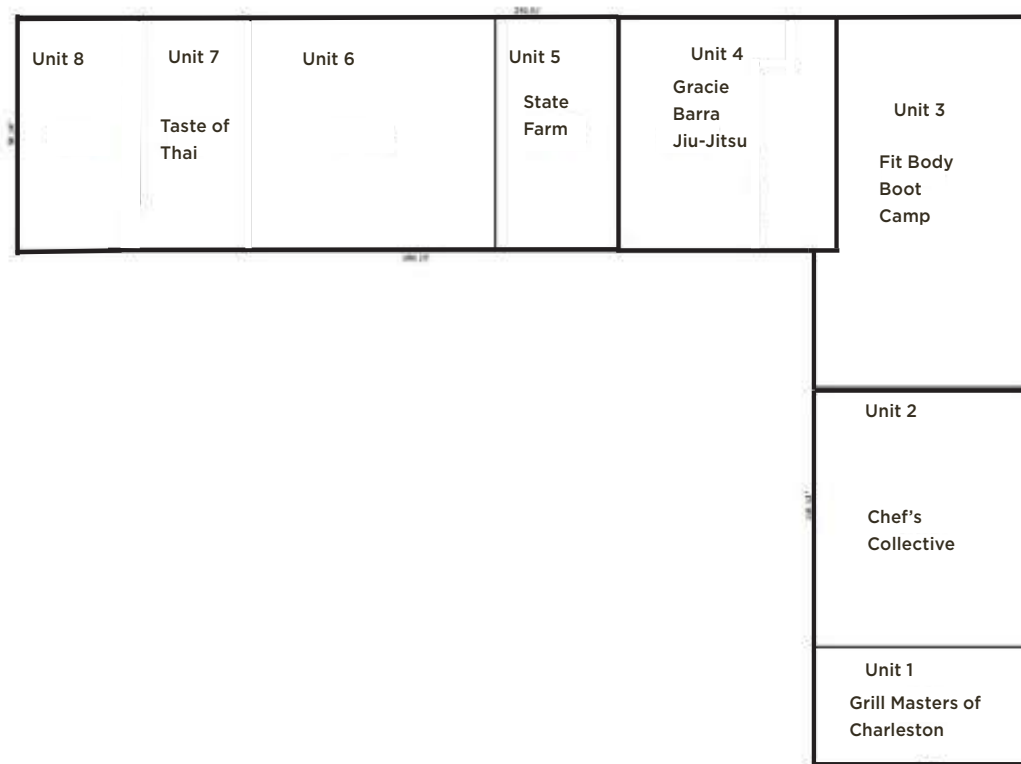 Unit 8
Unit 7
Taste of
Thai
Unit 6
Unit 5
State
Farm
Unit 4
Gracie
Barra
Jiu-Jitsu
Unit 3
Fit Body
Boot
Camp
Unit 2
Chef's
Collective
Unit 1
Grill Masters of
Charleston